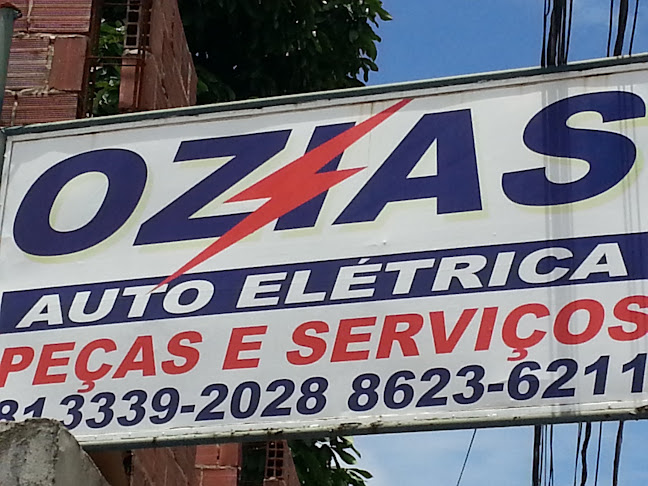 OZIAS
AUTO ELÉTRICA
PEÇAS E SERVIÇOS
81 3339-2028 8623-6211